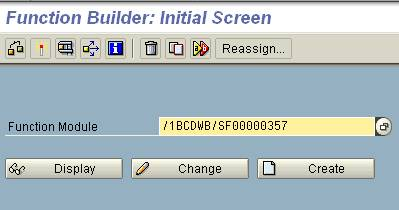 Function Builder: Initial Screen
Reassign...
Function Module /1BCDWB/SF00000357
Display Change Create